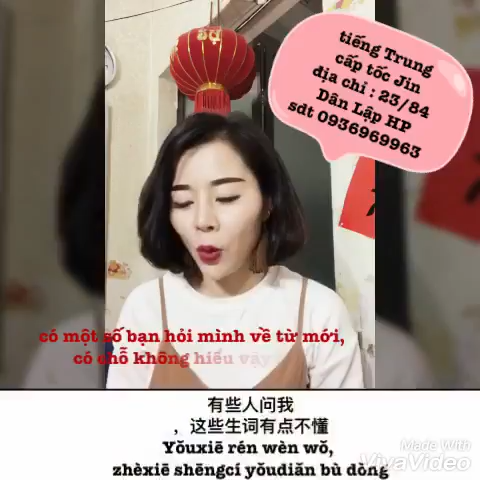 tiếng Trung
cấp tốc Jin
địa chỉ : 23/84
Dân Lập HP
sdt 0936969963
có một số bạn hỏi mình về từ mới,
có chỗ không hiểu vậy
有些人问我
，这些生词有点不懂
Yǒuxiē rén wèn wǒ,
zhèxiē shēngcí yǒudiǎn bù dǒng
Made With
VivaVideo